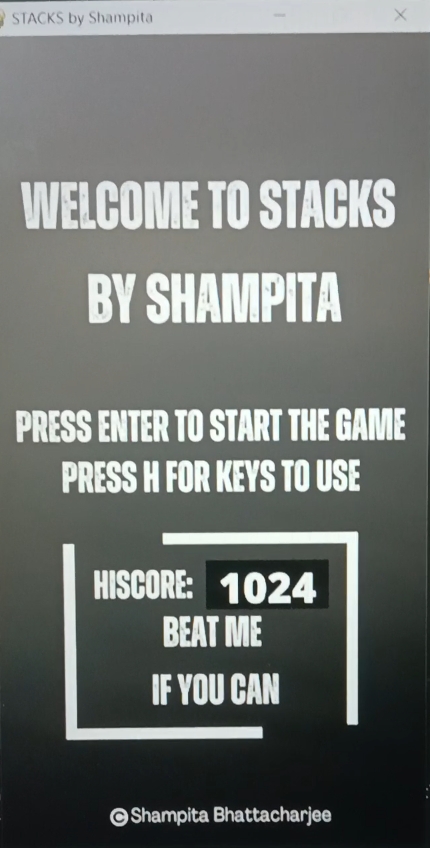 STACKS by Shampita
WELCOME TO STACKS
BY SHAMPITA
PRESS ENTER TO START THE GAME
PRESS H FOR KEYS TO USE
HISCORE: 1024
BEAT ME
IF YOU CAN
©Shampita Bhattacharjee